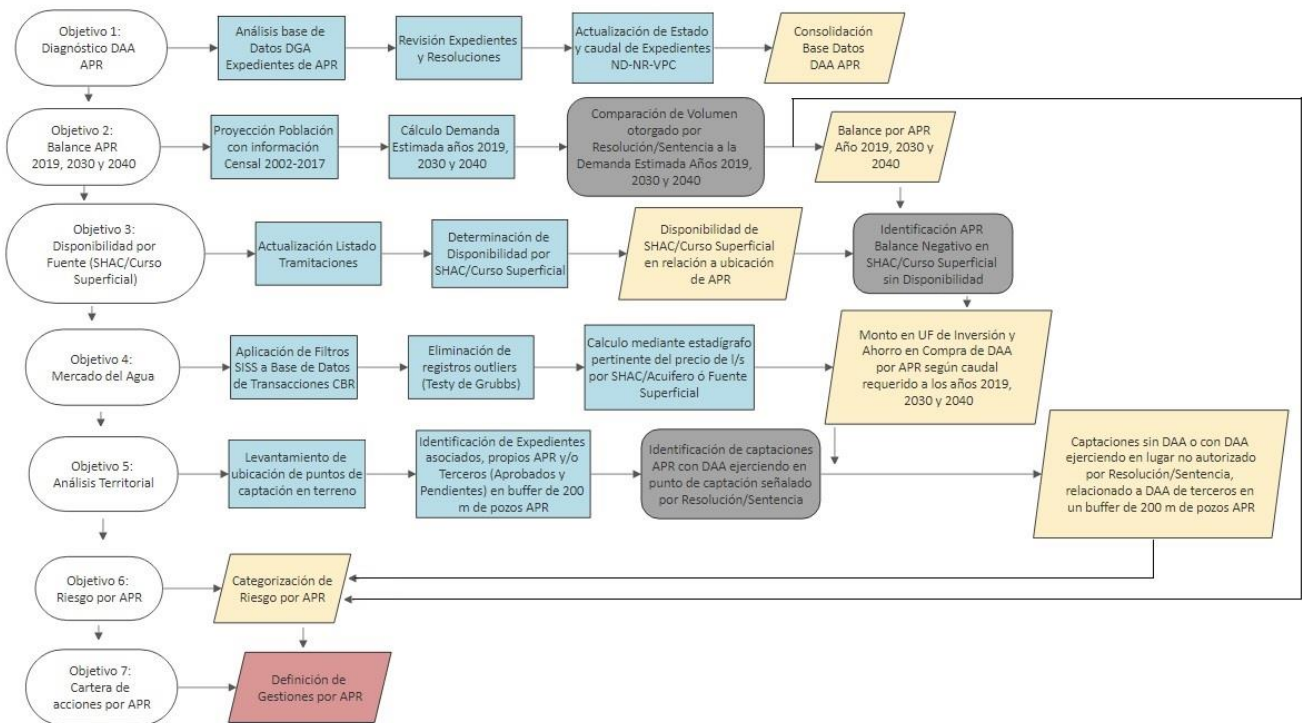 Objetivo 1:
Diagnóstico DAA
APR
Análisis base de
Datos DGA
Expedientes de APR
Revisión Expedientes
y Resoluciones
Actualización de Estado
y caudal de Expedientes
ND-NR-VPC
Consolidación
Base Datos
DAA APR
Objetivo 2:
Balance APR
2019, 2030 y 2040
Proyección Población
con información
Censal 2002-2017
Cálculo Demanda
Estimada años 2019,
2030 y 2040
Comparación de Volumen
otorgado por
Resolución/Sentencia a la
Demanda Estimada Años 2019,
2030 y 2040
Balance por APR
Año 2019, 2030 y
2040
Objetivo 3:
Disponibilidad por
Fuente (SHAC/Curso
Superficial)
Actualización Listado
Tramitaciones
Determinación de
Disponibilidad por
SHAC/Curso Superficial
Disponibilidad de
SHAC/Curso Superficial
en relación a ubicación
de APR
Identificación APR
Balance Negativo en
SHAC/Curso Superficial
sin Disponibilidad
Objetivo 4:
Mercado del Agua
Aplicación de Filtros
SISS a Base de Datos
de Transacciones CBR
Eliminación de
registros outliers
(Testy de Grubbs)
Calculo mediante estadígrafo
pertinente del precio de l/s
por SHAC/Acuifero ó Fuente
Superficial
Monto en UF de Inversión y
Ahorro en Compra de DAA
por APR según caudal
requerido a los años 2019,
2030 y 2040
Objetivo 5:
Análisis Territorial
Levantamiento de
ubicación de puntos de
captación en terreno
Identificación de Expedientes
asociados, propios APR y/o
Terceros (Aprobados y
Pendientes) en buffer de 200
m de pozos APR
Identificación de captaciones
APR con DAA ejerciendo en
punto de captación señalado
por Resolución/Sentencia
Captaciones sin DAA o con DAA
ejerciendo en lugar no autorizado
por Resolución/Sentencia,
relacionado a DAA de terceros en
un buffer de 200 m de pozos APR
Objetivo 6:
Riesgo por APR
Categorización de
Riesgo por APR
Objetivo 7:
Cartera de
acciones por APR
Definición de
Gestiones por APR